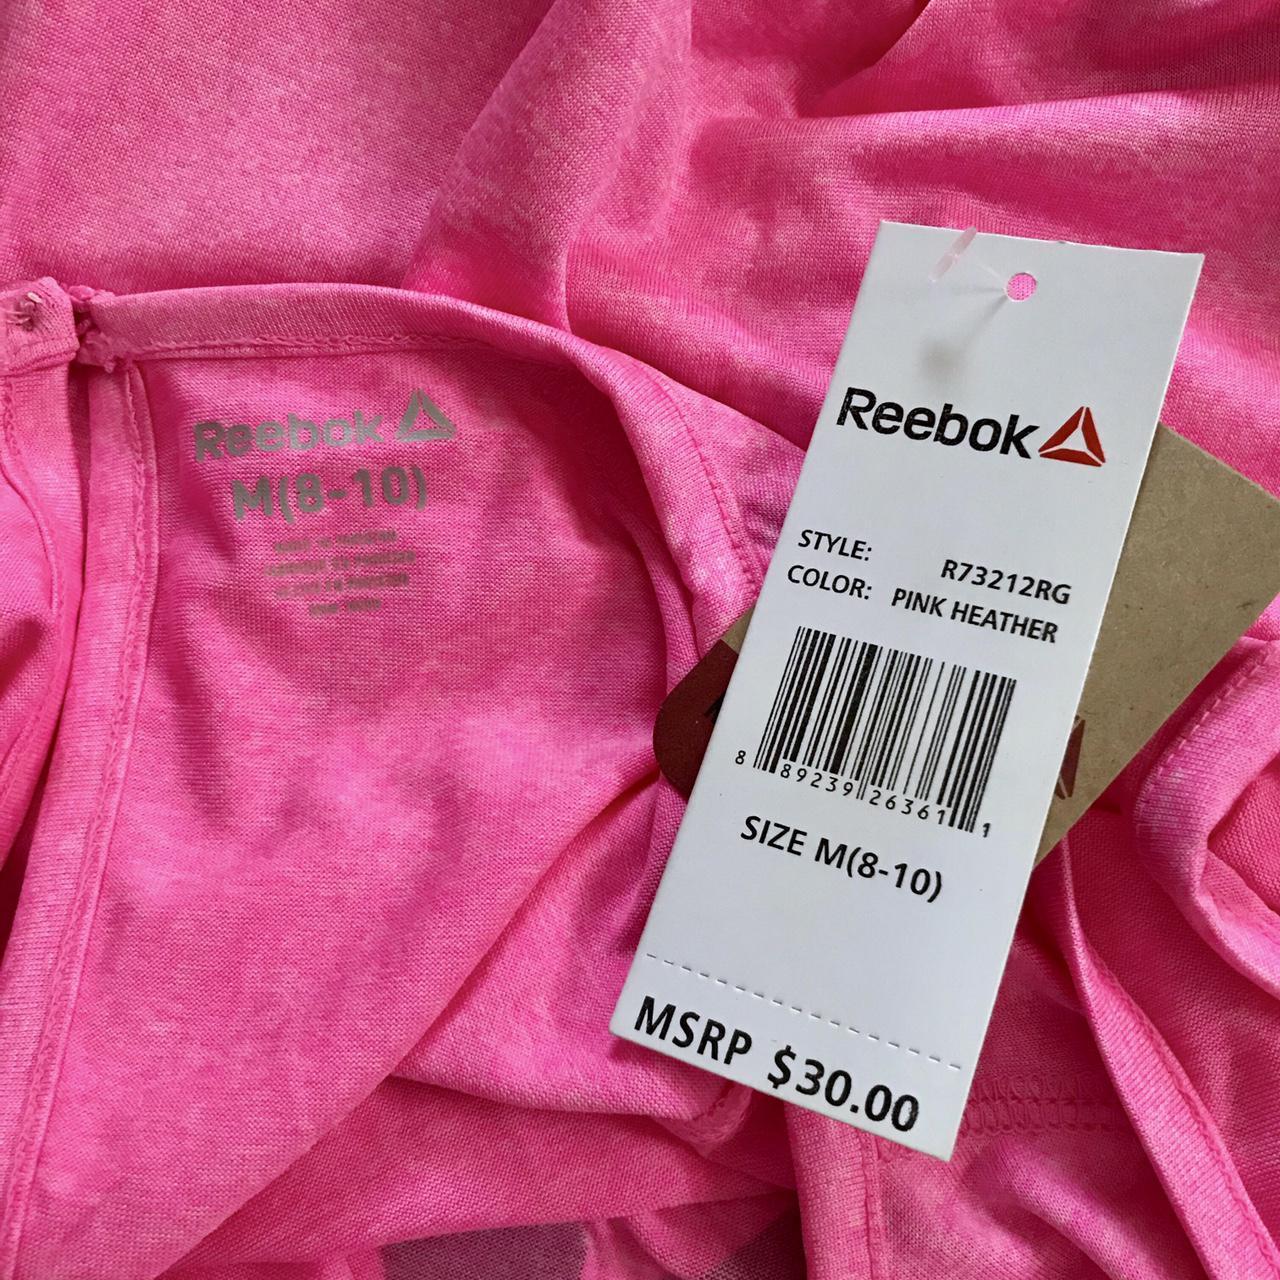 Reebok
M(8-10)
Reebok
STYLE: R73212RG
COLOR: PINK HEATHER
8 89239 26361 1
SIZE M(8-10)
MSRP $30.00